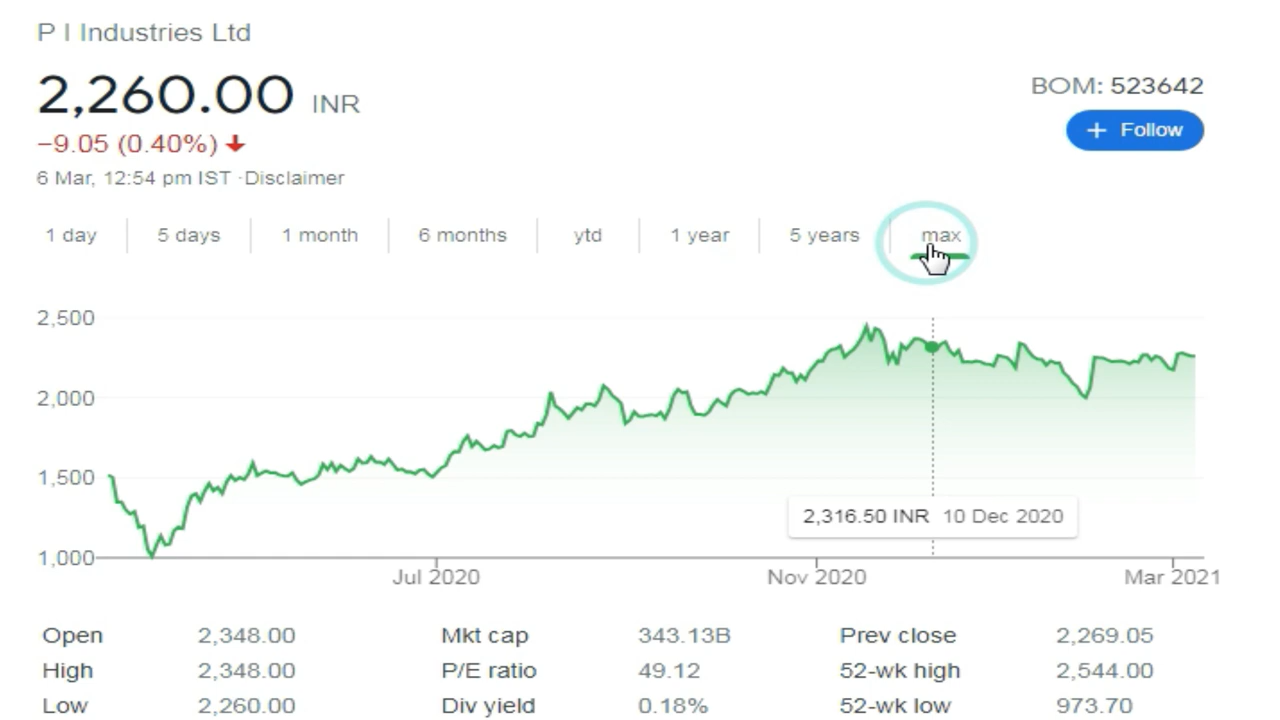 P I Industries Ltd
2,260.00 INR
BOM: 523642
−9.05 (0.40%)
+ Follow
6 Mar, 12:54 pm IST ·Disclaimer
1 day 5 days 1 month 6 months ytd 1 year 5 years max
2,500
2,000
1,500
2,316.50 INR 10 Dec 2020
1,000
Jul 2020 Nov 2020 Mar 2021
Open 2,348.00 Mkt cap 343.13B Prev close 2,269.05
High 2,348.00 P/E ratio 49.12 52-wk high 2,544.00
Low 2,260.00 Div yield 0.18% 52-wk low 973.70